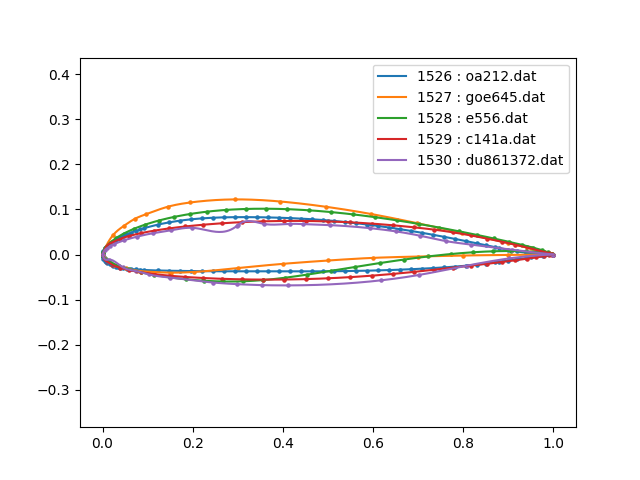 0.4
0.3
0.2
0.1
0.0
−0.1
−0.2
−0.3
0.0 0.2 0.4 0.6 0.8 1.0
1526 : oa212.dat
1527 : goe645.dat
1528 : e556.dat
1529 : c141a.dat
1530 : du861372.dat